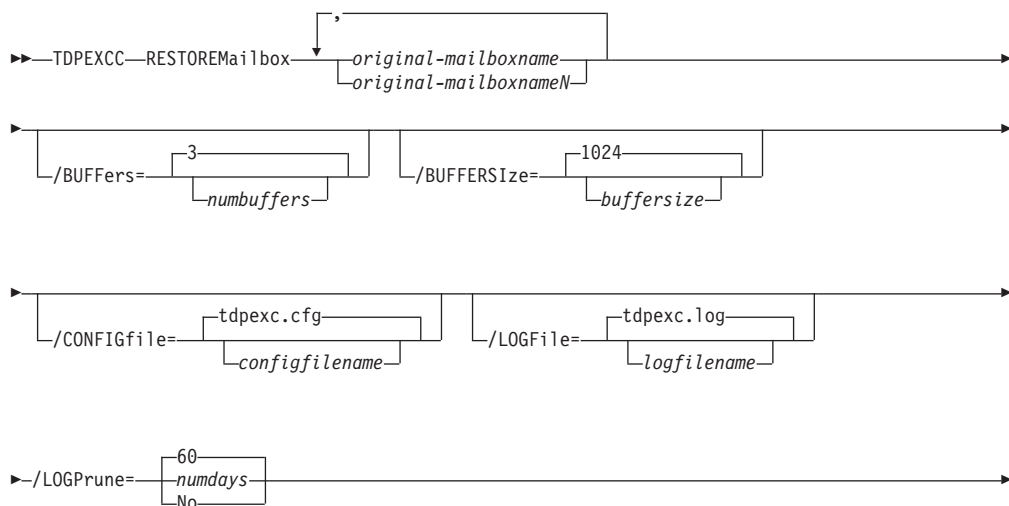 ,
TDPEXCC RESTOREMailbox original-mailboxname
original-mailboxnameN
3 1024
/BUFFers= /BUFFERSIze=
numbuffers buffersize
tdpexc.cfg tdpexc.log
/CONFIGfile= /LOGFile=
configfilename logfilename
60
/LOGPrune= numdays
No